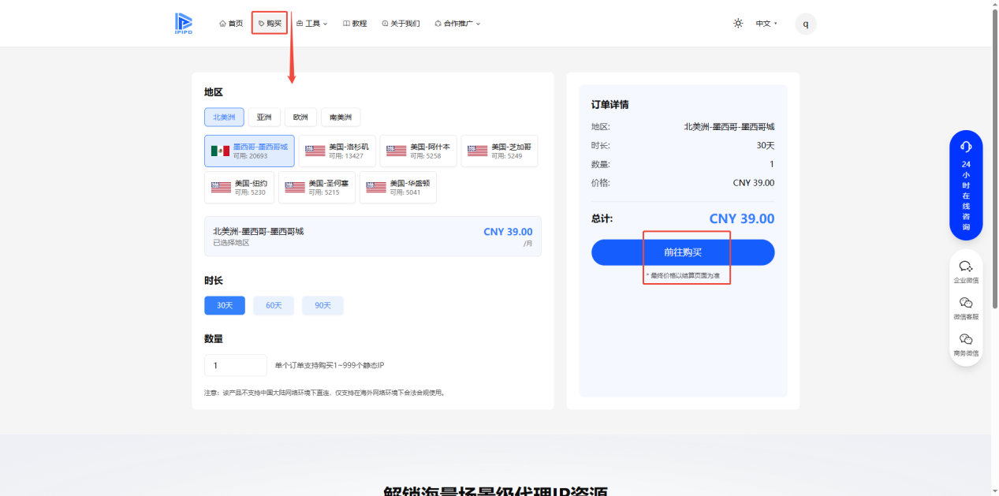 IPIPD
首页
购买
工具
教程
关于我们
合作推广
中文
q
地区
北美洲
亚洲
欧洲
南美洲
墨西哥-墨西哥城
可用: 20693
美国-洛杉矶
可用: 13427
美国-阿什本
可用: 5258
美国-芝加哥
可用: 5249
美国-纽约
可用: 5230
美国-圣何塞
可用: 5215
美国-华盛顿
可用: 5041
北美洲-墨西哥-墨西哥城
CNY 39.00
已选择地区
/月
时长
30天
60天
90天
数量
1
单个订单支持购买1~999个静态IP
注意：该产品不支持中国大陆网络环境下直连，仅支持在海外网络环境下合法合规使用。
订单详情
地区:
北美洲-墨西哥-墨西哥城
时长:
30天
数量:
1
价格:
CNY 39.00
总计:
CNY 39.00
前往购买
* 最终价格以结算页面为准
24
小
时
在
线
咨
询
企业微信
微信客服
商务微信
解锁海量场景级代理IP资源